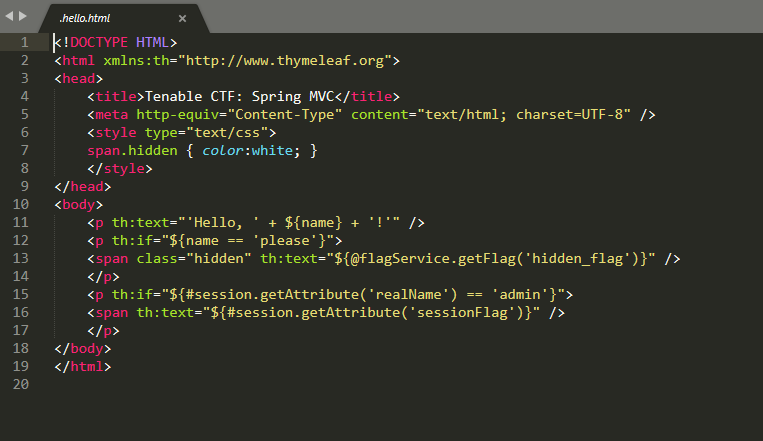 .hello.html
1 <!DOCTYPE HTML>
2 <html xmlns:th="http://www.thymeleaf.org">
3 <head>
4     <title>Tenable CTF: Spring MVC</title>
5     <meta http-equiv="Content-Type" content="text/html; charset=UTF-8" />
6     <style type="text/css">
7     span.hidden { color:white; }
8     </style>
9 </head>
10 <body>
11     <p th:text="'Hello, ' + ${name} + '!'" />
12     <p th:if="${name == 'please'}">
13     <span class="hidden" th:text="${@flagService.getFlag('hidden_flag')}" />
14     </p>
15     <p th:if="${#session.getAttribute('realName') == 'admin'}">
16     <span th:text="${#session.getAttribute('sessionFlag')}" />
17     </p>
18 </body>
19 </html>
20